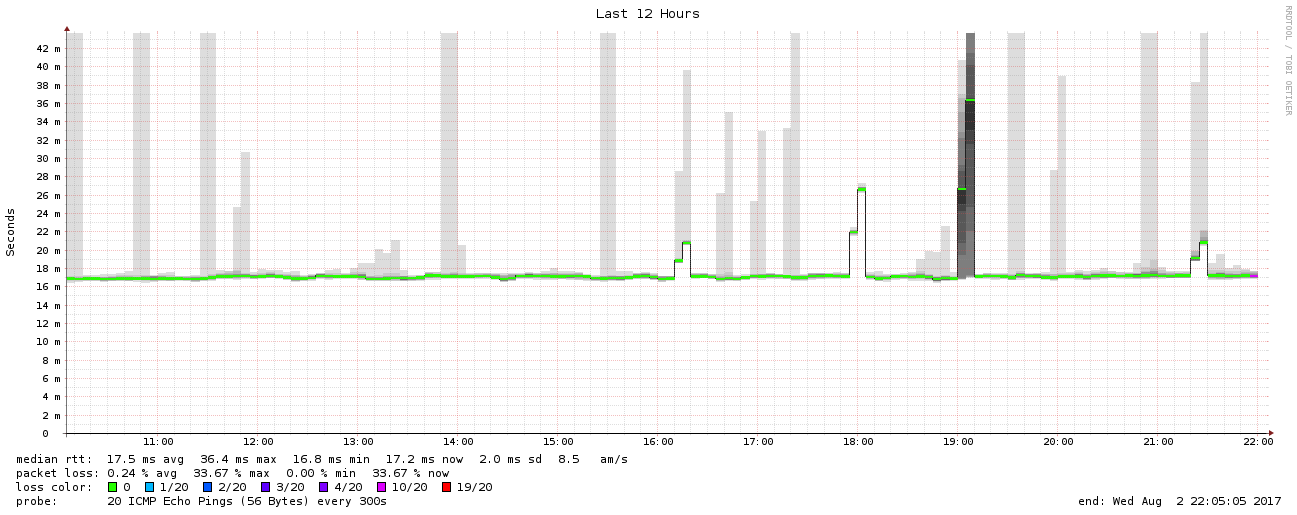 Last 12 Hours
RRDTOOL / TOBI OETIKER
Seconds
42 m
40 m
38 m
36 m
34 m
32 m
30 m
28 m
26 m
24 m
22 m
20 m
18 m
16 m
14 m
12 m
10 m
8 m
6 m
4 m
2 m
0
11:00 12:00 13:00 14:00 15:00 16:00 17:00 18:00 19:00 20:00 21:00 22:00
median rtt: 17.5 ms avg 36.4 ms max 16.8 ms min 17.2 ms now 2.0 ms sd 8.5 am/s
packet loss: 0.24 % avg 33.67 % max 0.00 % min 33.67 % now
loss color: 0 1/20 2/20 3/20 4/20 10/20 19/20
probe: 20 ICMP Echo Pings (56 Bytes) every 300s end: Wed Aug 2 22:05:05 2017